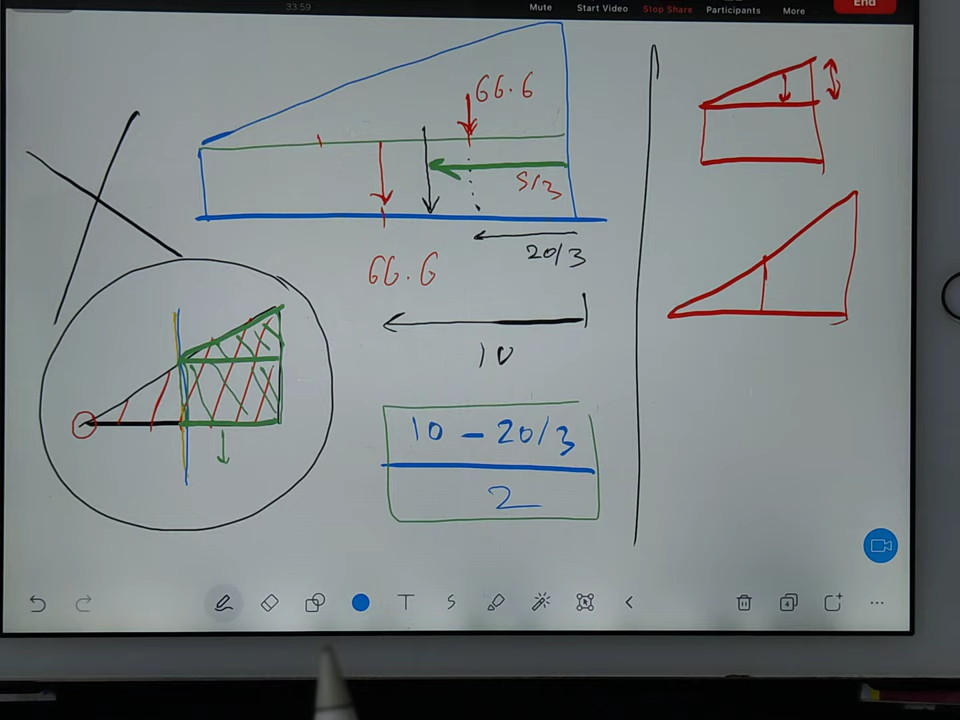 33:59
Mute Start Video Stop Share Participants More End
66.6
5/3
20/3
66.6
10
10 - 20/3
2
T